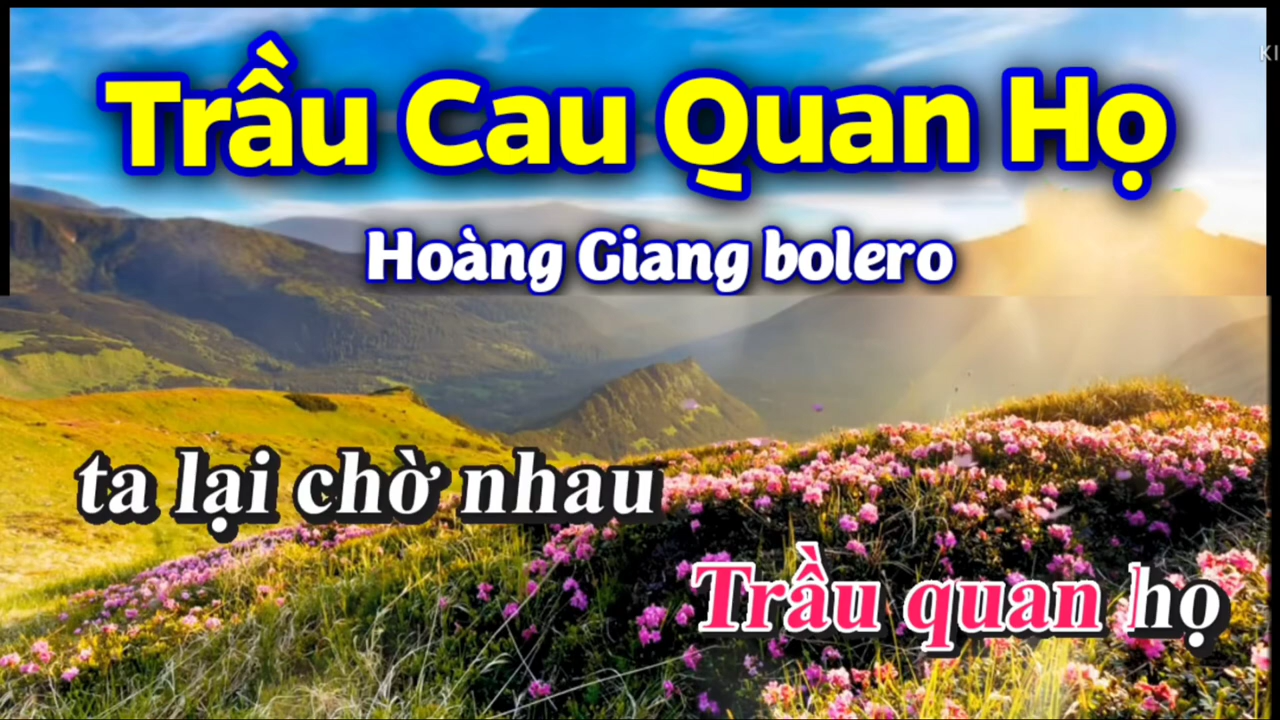 Trầu Cau Quan Họ
Hoàng Giang bolero
ta lại chờ nhau
Trầu quan họ